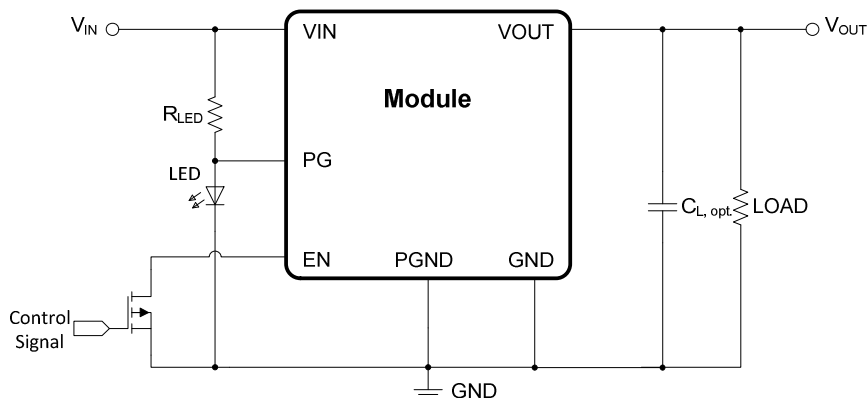 VIN
VIN
VOUT
VOUT
Module
RLED
PG
LED
CL, opt.
LOAD
EN
PGND
GND
Control
Signal
GND